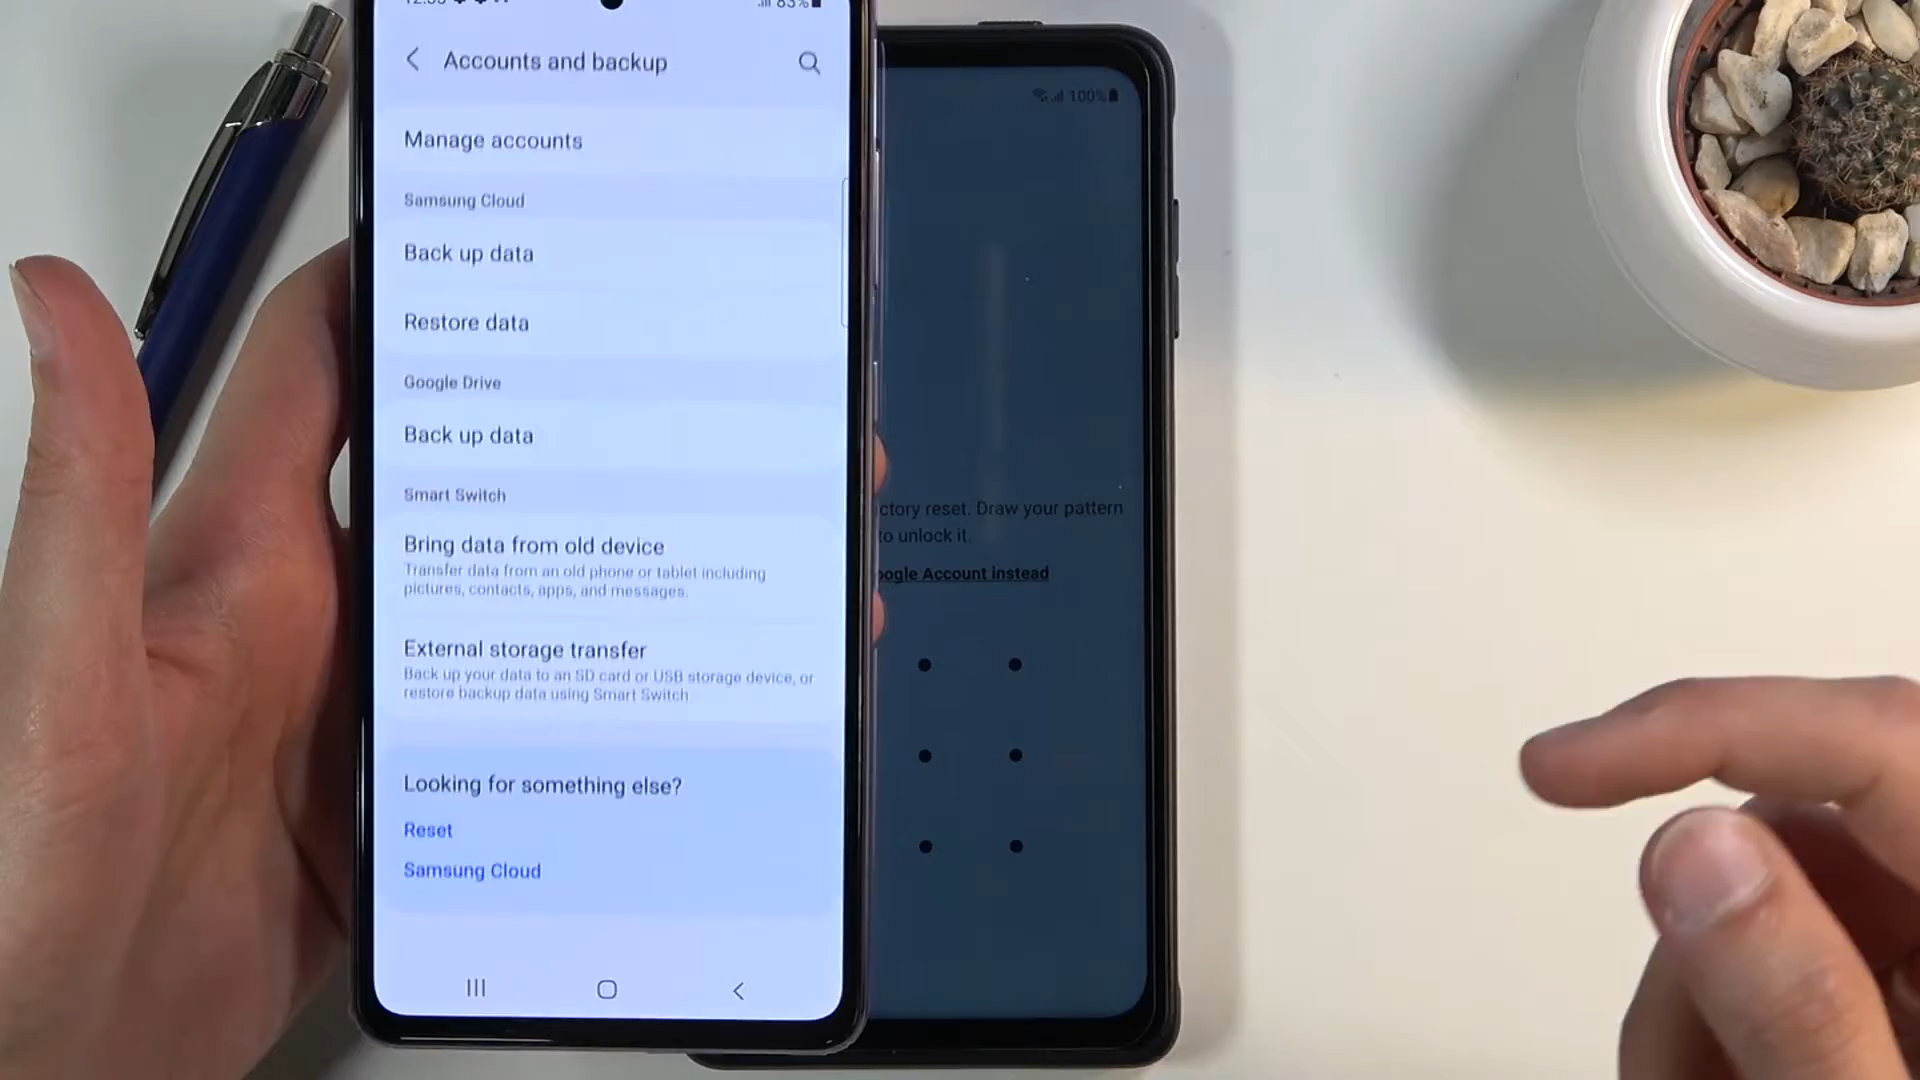 83%
Accounts and backup
Manage accounts
Samsung Cloud
Back up data
Restore data
Google Drive
Back up data
Smart Switch
Bring data from old device
Transfer data from an old phone or tablet including
pictures, contacts, apps, and messages.
External storage transfer
Back up your data to an SD card or USB storage device, or
restore backup data using Smart Switch.
Looking for something else?
Reset
Samsung Cloud
100%
ctory reset. Draw your pattern
to unlock it.
oogle Account instead